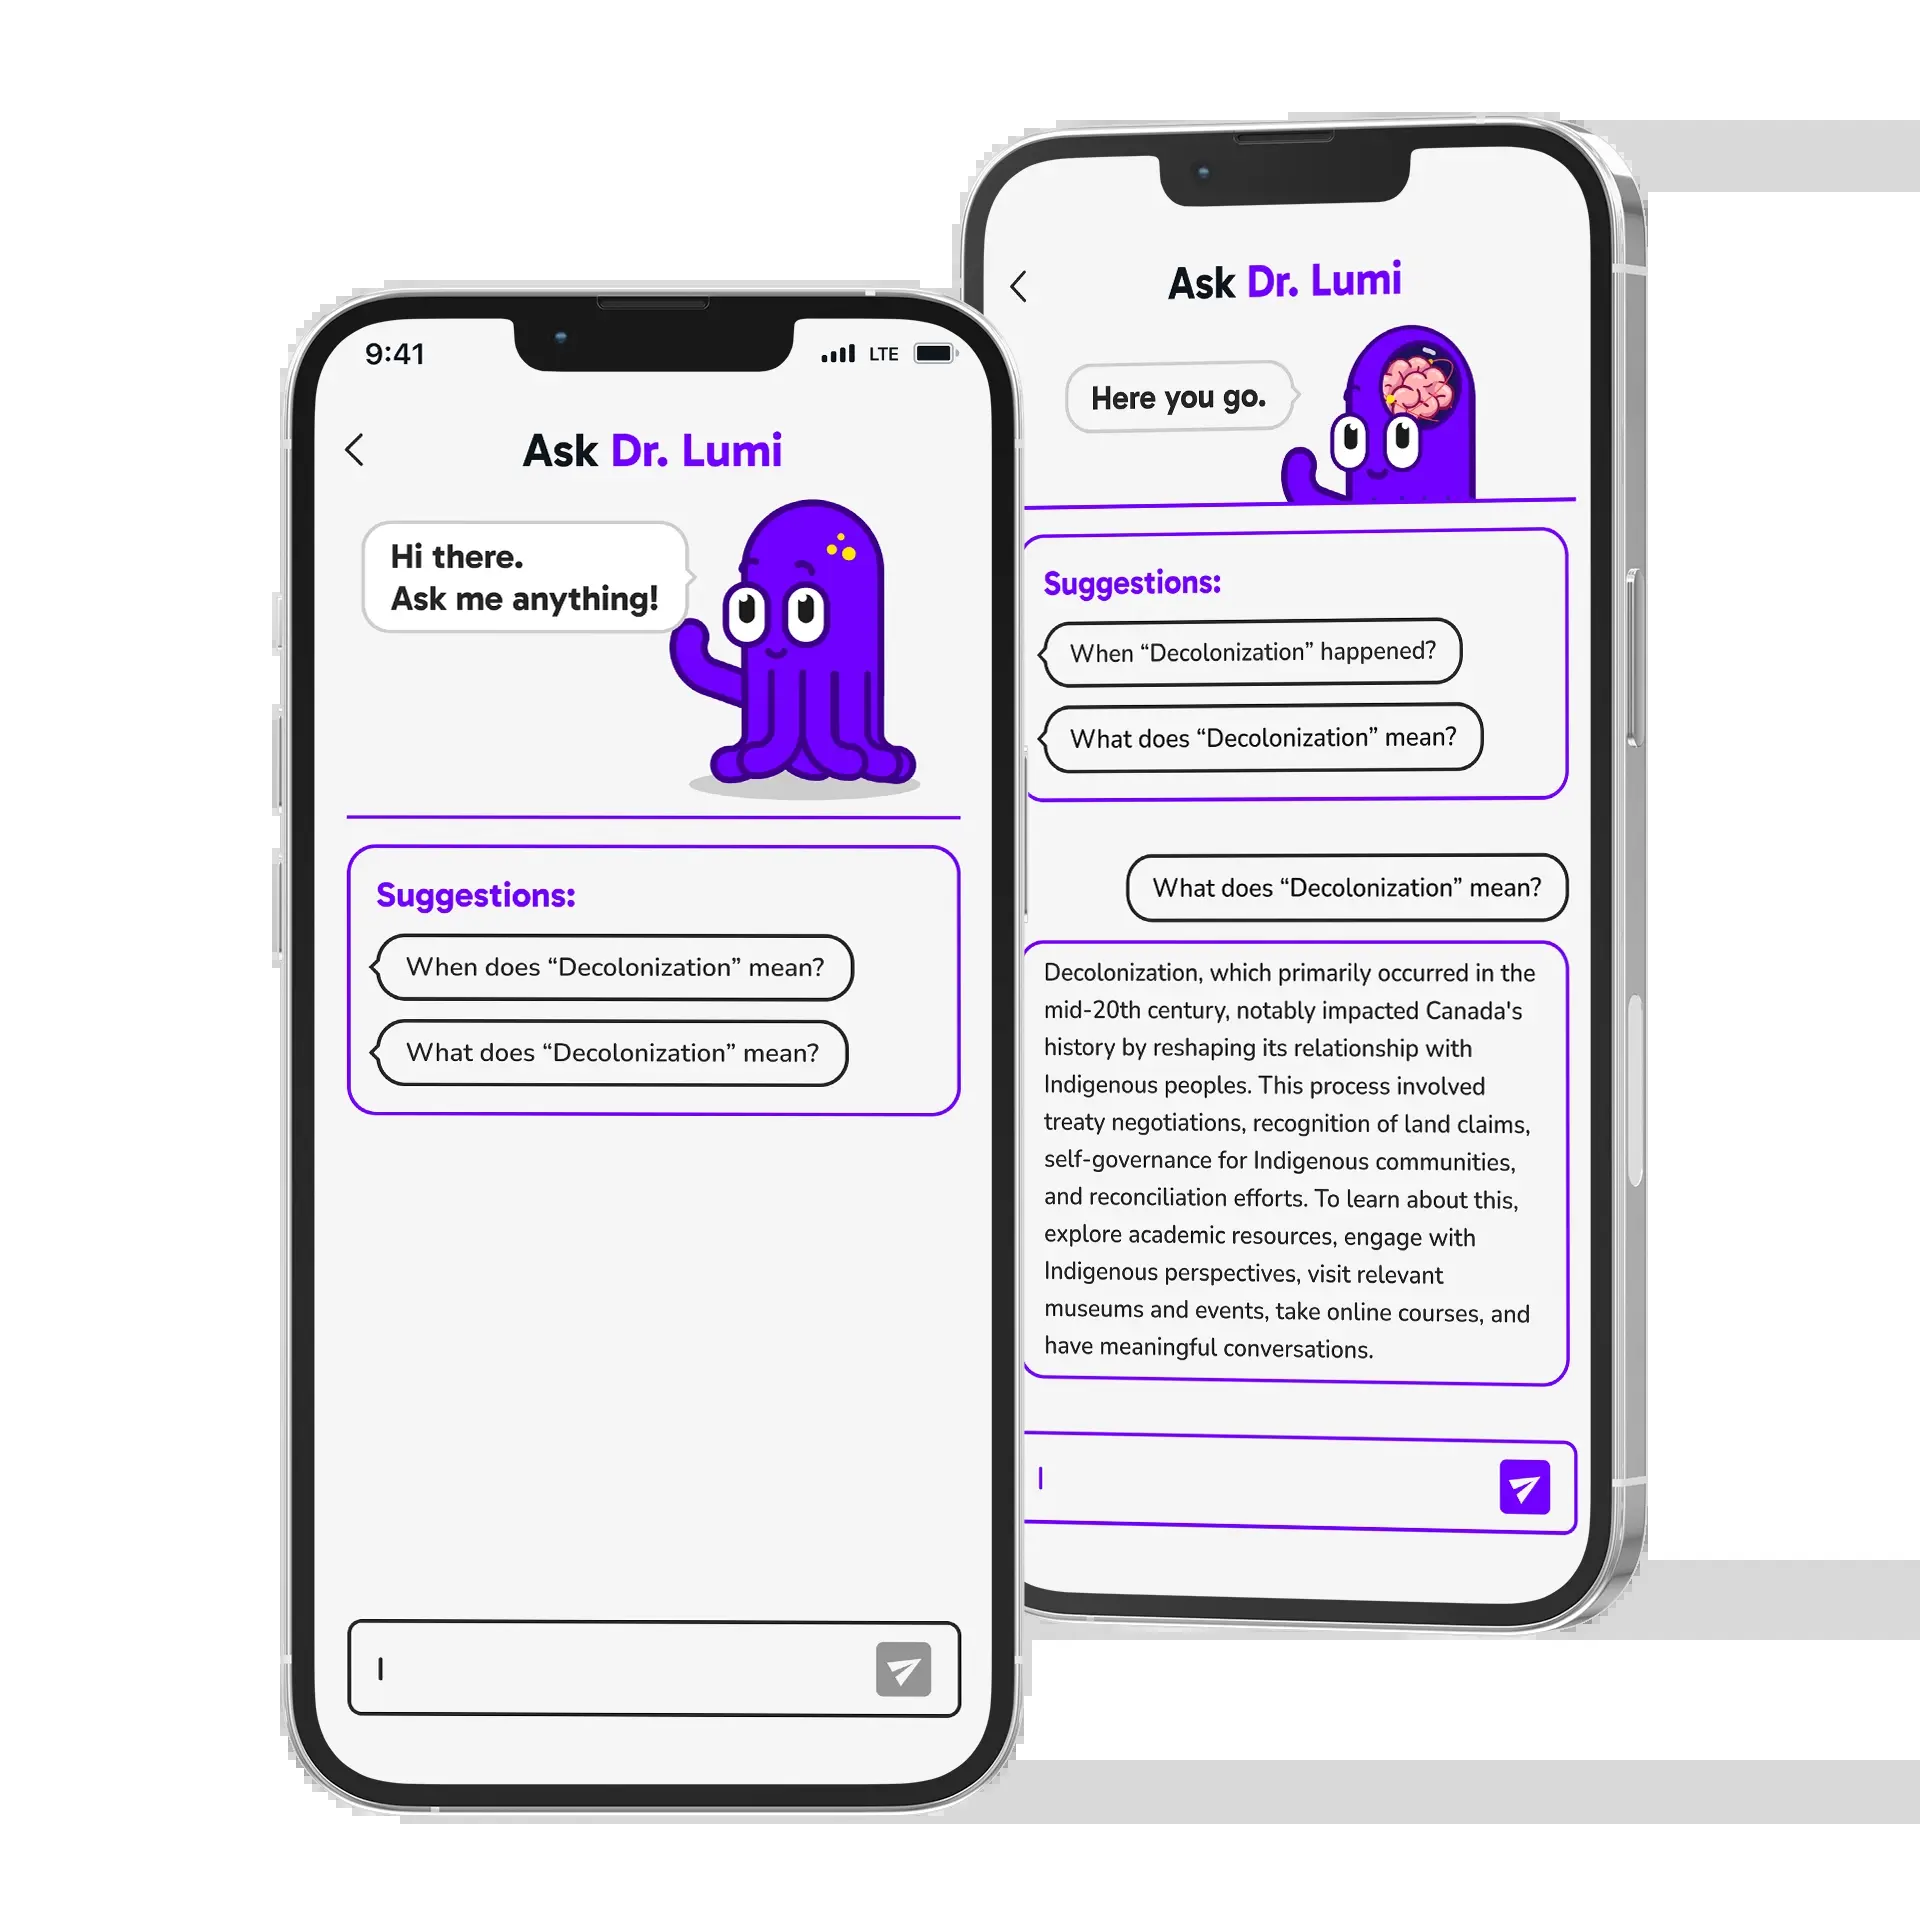 9:41
LTE
Ask Dr. Lumi
Hi there.
Ask me anything!
Suggestions:
When does “Decolonization” mean?
What does “Decolonization” mean?
Ask Dr. Lumi
Here you go.
Suggestions:
When “Decolonization” happened?
What does “Decolonization” mean?
What does “Decolonization” mean?
Decolonization, which primarily occurred in the
mid-20th century, notably impacted Canada's
history by reshaping its relationship with
Indigenous peoples. This process involved
treaty negotiations, recognition of land claims,
self-governance for Indigenous communities,
and reconciliation efforts. To learn about this,
explore academic resources, engage with
Indigenous perspectives, visit relevant
museums and events, take online courses, and
have meaningful conversations.